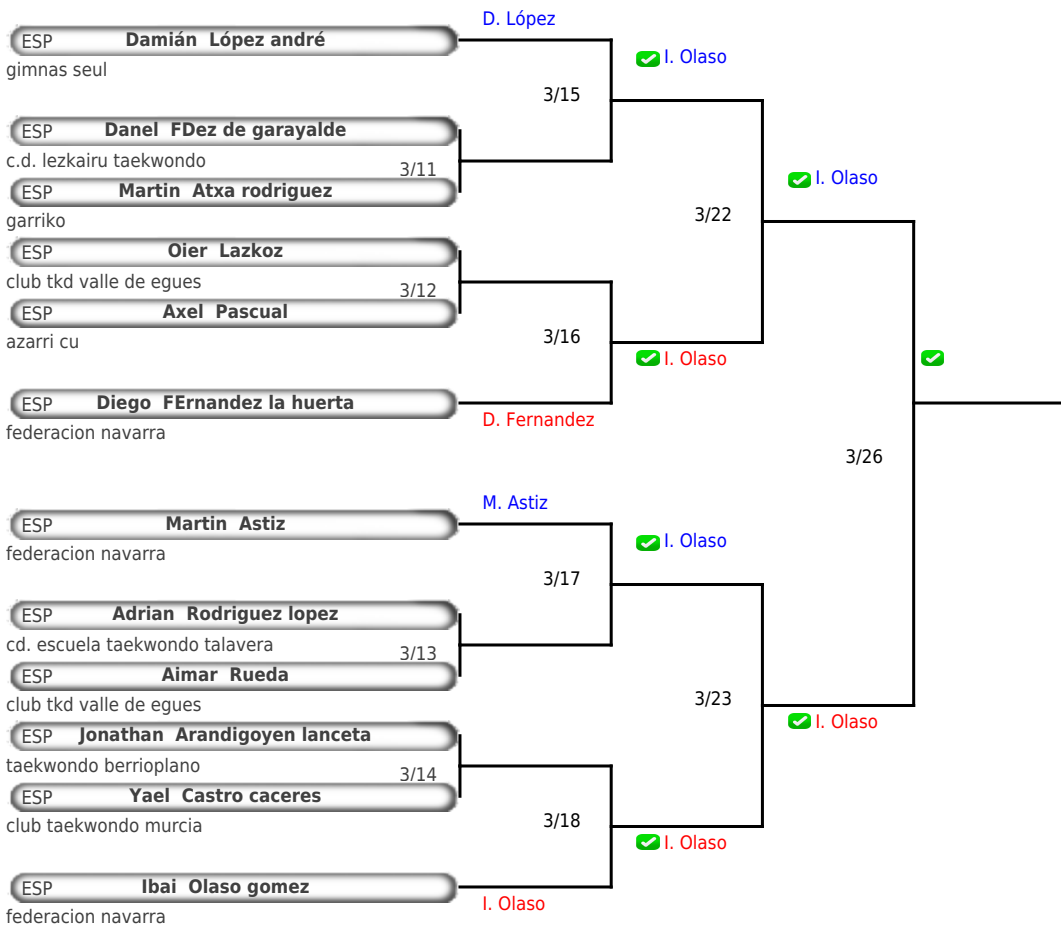 D. López
ESP Damián López andré
gimnas seul
I. Olaso
3/15
ESP Danel FDez de garayalde
c.d. lezkairu taekwondo
3/11
ESP Martin Atxa rodriguez
garriko
I. Olaso
3/22
ESP Oier Lazkoz
club tkd valle de egues
3/12
ESP Axel Pascual
azarri cu
3/16
I. Olaso
ESP Diego FErnandez la huerta
federacion navarra
D. Fernandez
3/26
M. Astiz
ESP Martin Astiz
federacion navarra
I. Olaso
3/17
ESP Adrian Rodriguez lopez
cd. escuela taekwondo talavera
3/13
ESP Aimar Rueda
club tkd valle de egues
3/23
I. Olaso
ESP Jonathan Arandigoyen lanceta
taekwondo berrioplano
3/14
ESP Yael Castro caceres
club taekwondo murcia
3/18
I. Olaso
ESP Ibai Olaso gomez
federacion navarra
I. Olaso